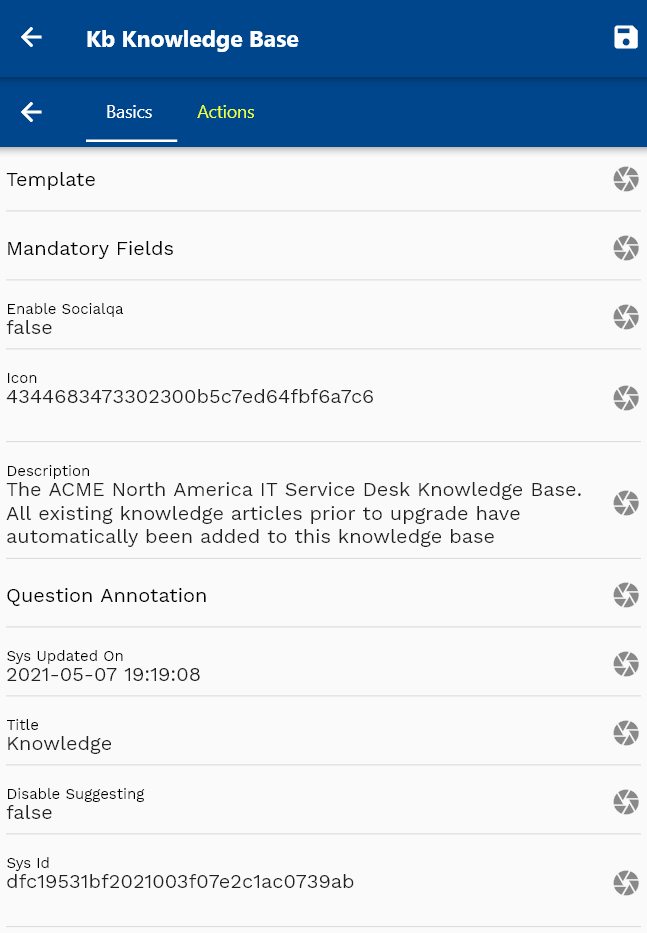 Kb Knowledge Base
Basics
Actions
Template
Mandatory Fields
Enable Socialqa
false
Icon
4344683473302300b5c7ed64fbf6a7c6
Description
The ACME North America IT Service Desk Knowledge Base.
All existing knowledge articles prior to upgrade have
automatically been added to this knowledge base
Question Annotation
Sys Updated On
2021-05-07 19:19:08
Title
Knowledge
Disable Suggesting
false
Sys Id
dfc19531bf2021003f07e2c1ac0739ab